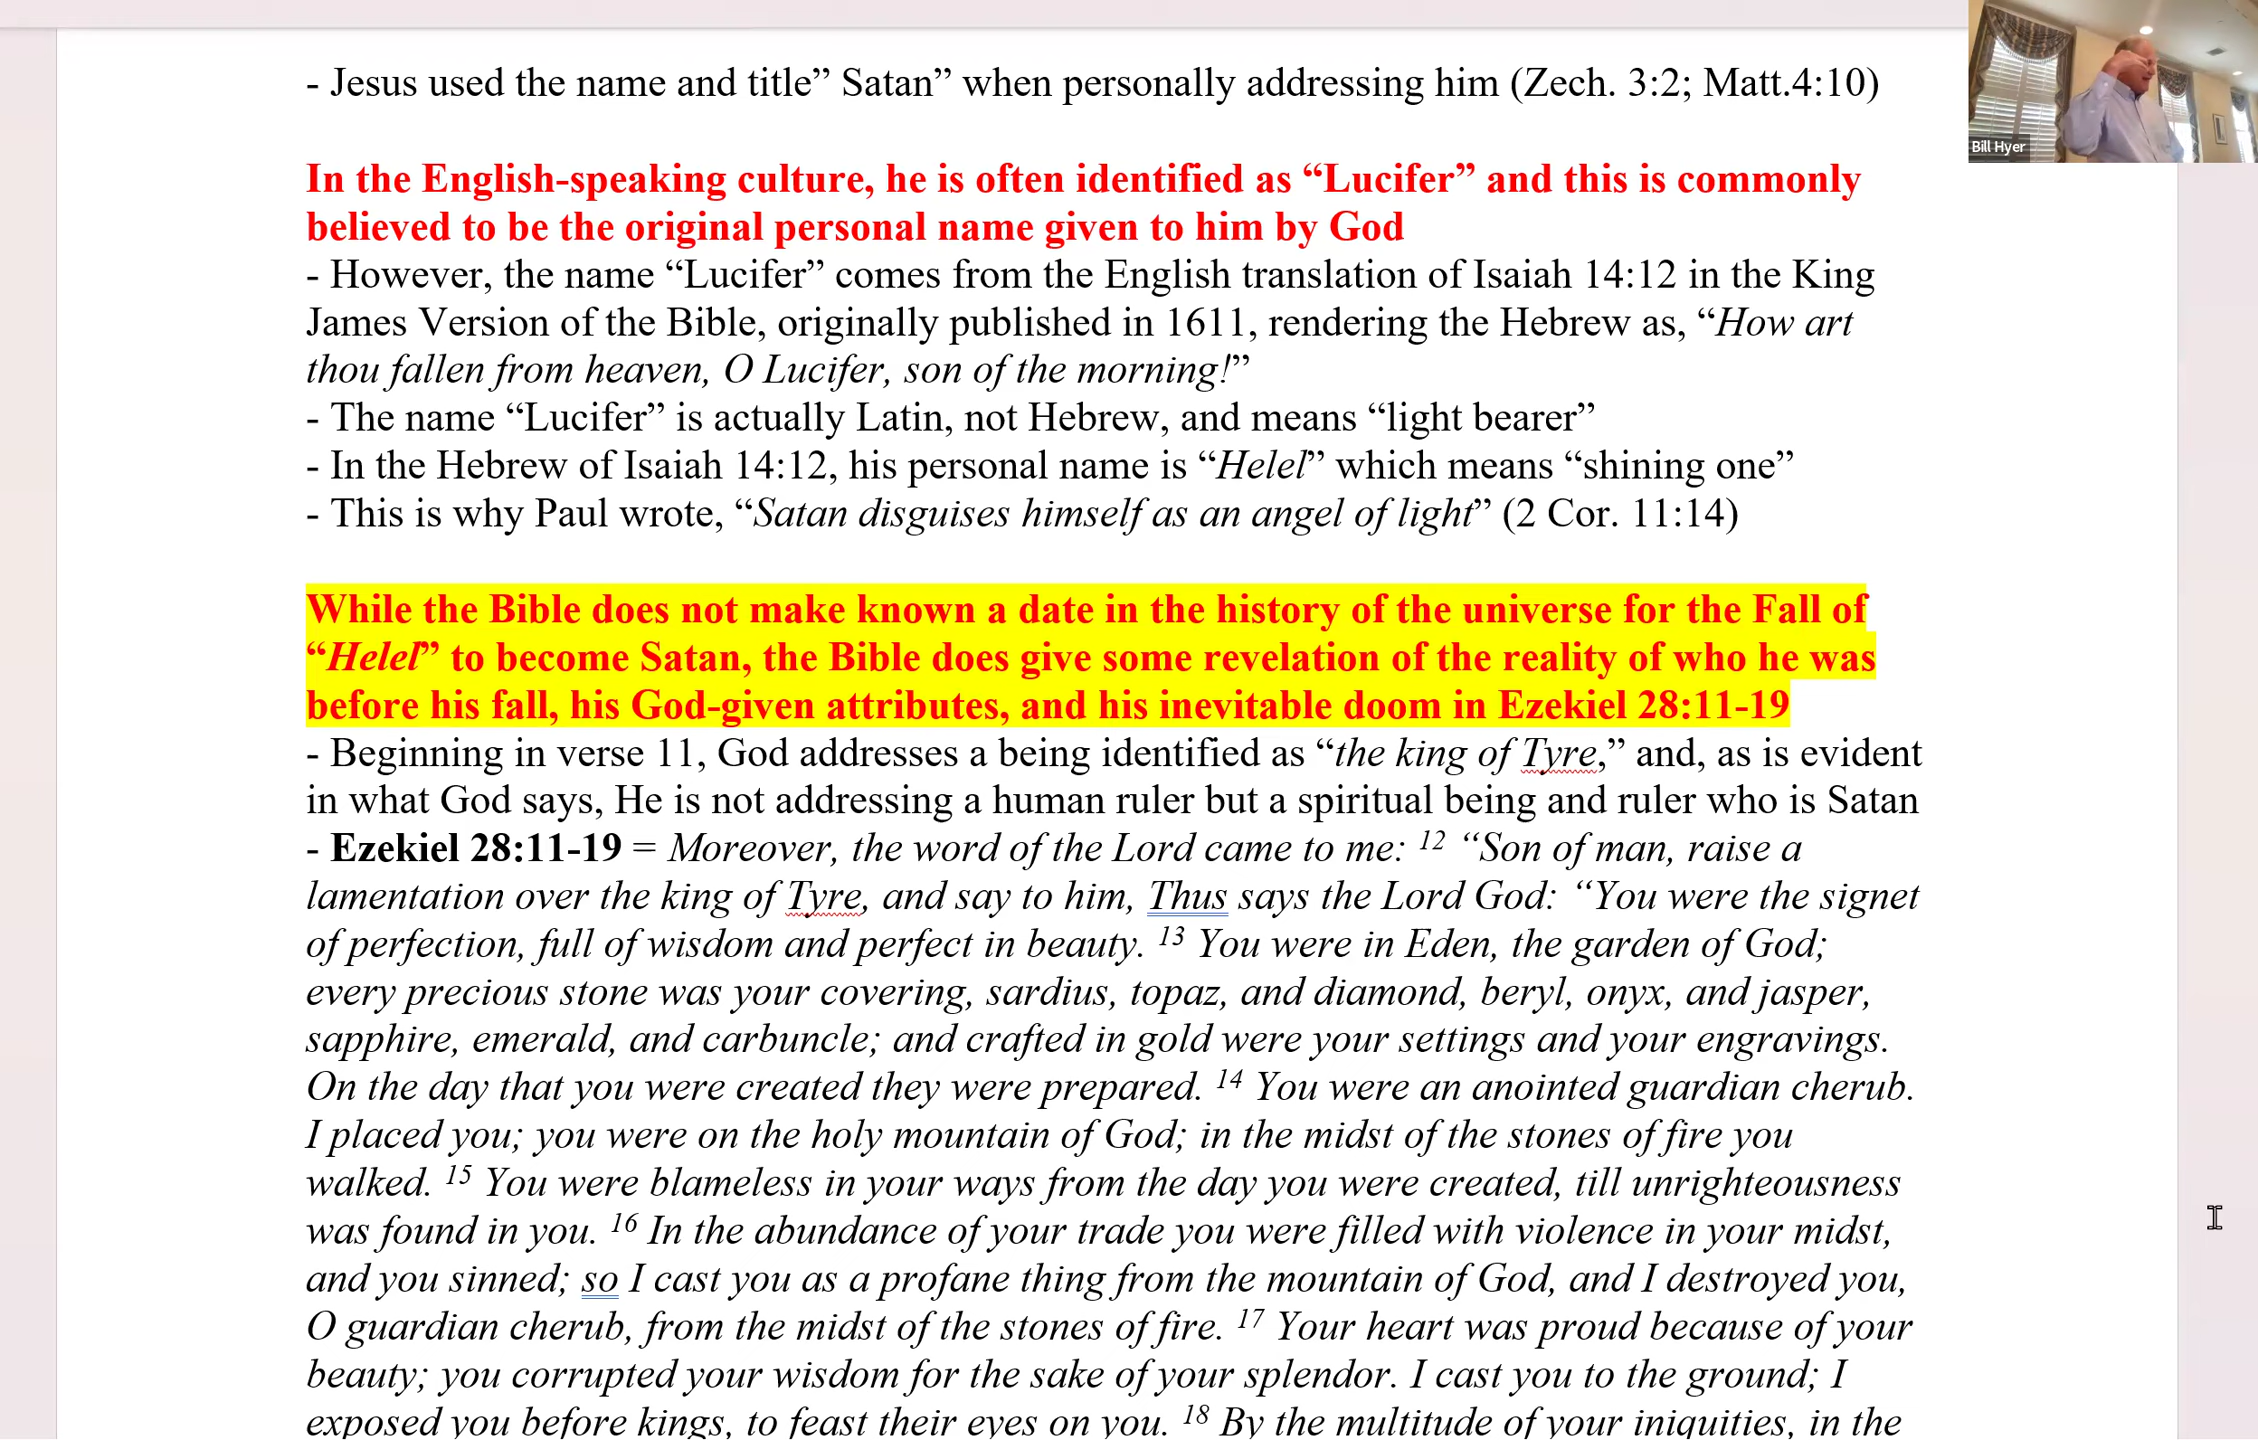 - Jesus used the name and title” Satan” when personally addressing him (Zech. 3:2; Matt.4:10)
Bill Hyer
In the English-speaking culture, he is often identified as “Lucifer” and this is commonly
believed to be the original personal name given to him by God
- However, the name “Lucifer” comes from the English translation of Isaiah 14:12 in the King
James Version of the Bible, originally published in 1611, rendering the Hebrew as, “How art
thou fallen from heaven, O Lucifer, son of the morning!”
- The name “Lucifer” is actually Latin, not Hebrew, and means “light bearer”
- In the Hebrew of Isaiah 14:12, his personal name is “Helel” which means “shining one”
- This is why Paul wrote, “Satan disguises himself as an angel of light” (2 Cor. 11:14)
While the Bible does not make known a date in the history of the universe for the Fall of
“Helel” to become Satan, the Bible does give some revelation of the reality of who he was
before his fall, his God-given attributes, and his inevitable doom in Ezekiel 28:11-19
- Beginning in verse 11, God addresses a being identified as “the king of Tyre,” and, as is evident
in what God says, He is not addressing a human ruler but a spiritual being and ruler who is Satan
- Ezekiel 28:11-19 = Moreover, the word of the Lord came to me: 12 “Son of man, raise a
lamentation over the king of Tyre, and say to him, Thus says the Lord God: “You were the signet
of perfection, full of wisdom and perfect in beauty. 13 You were in Eden, the garden of God;
every precious stone was your covering, sardius, topaz, and diamond, beryl, onyx, and jasper,
sapphire, emerald, and carbuncle; and crafted in gold were your settings and your engravings.
On the day that you were created they were prepared. 14 You were an anointed guardian cherub.
I placed you; you were on the holy mountain of God; in the midst of the stones of fire you
walked. 15 You were blameless in your ways from the day you were created, till unrighteousness
was found in you. 16 In the abundance of your trade you were filled with violence in your midst,
and you sinned; so I cast you as a profane thing from the mountain of God, and I destroyed you,
O guardian cherub, from the midst of the stones of fire. 17 Your heart was proud because of your
beauty; you corrupted your wisdom for the sake of your splendor. I cast you to the ground; I
exposed you before kings, to feast their eyes on you. 18 By the multitude of your iniquities, in the